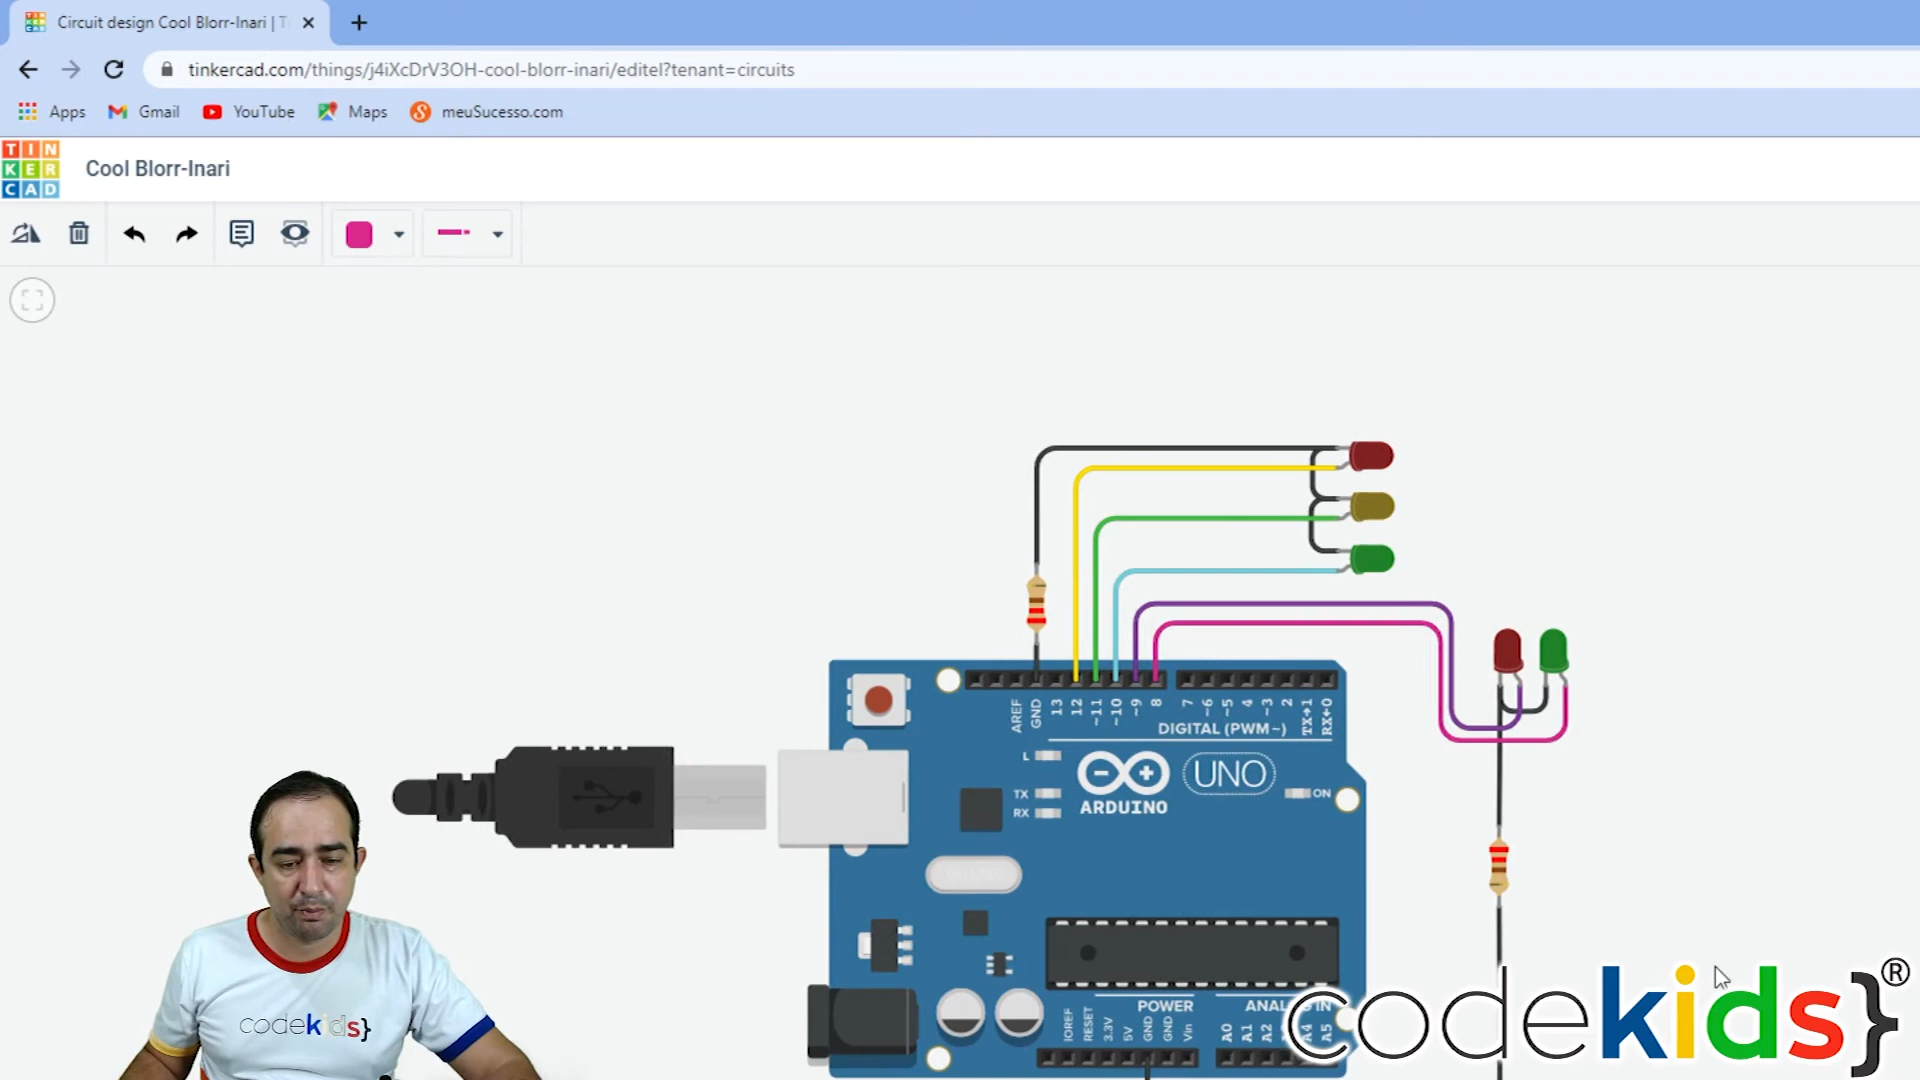 Circuit design Cool Blorr-Inari | T
tinkercad.com/things/j4iXcDrV3OH-cool-blorr-inari/editel?tenant=circuits
Apps
Gmail
YouTube
Maps
meuSucesso.com
TIN
KER
CAD
Cool Blorr-Inari
AREF
GND
13
12
~11
~10
~9
8
7
~6
~5
4
~3
2
TX→1
RX←0
DIGITAL (PWM~)
L
TX
RX
ARDUINO
UNO
ON
POWER
ANALOG IN
IOREF
RESET
3.3V
5V
GND
GND
Vin
A0
A1
A2
A4
A5
codekids}
codekids}®